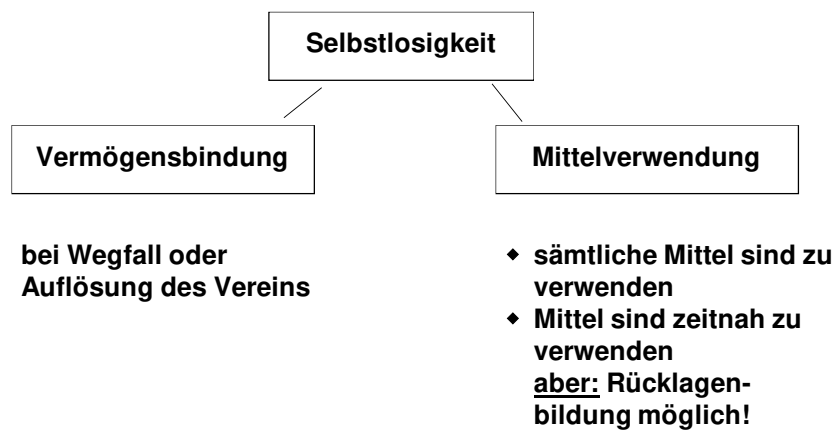 Selbstlosigkeit
Vermögensbindung
Mittelverwendung
bei Wegfall oder
Auflösung des Vereins
◆ sämtliche Mittel sind zu
verwenden
◆ Mittel sind zeitnah zu
verwenden
aber: Rücklagen-
bildung möglich!